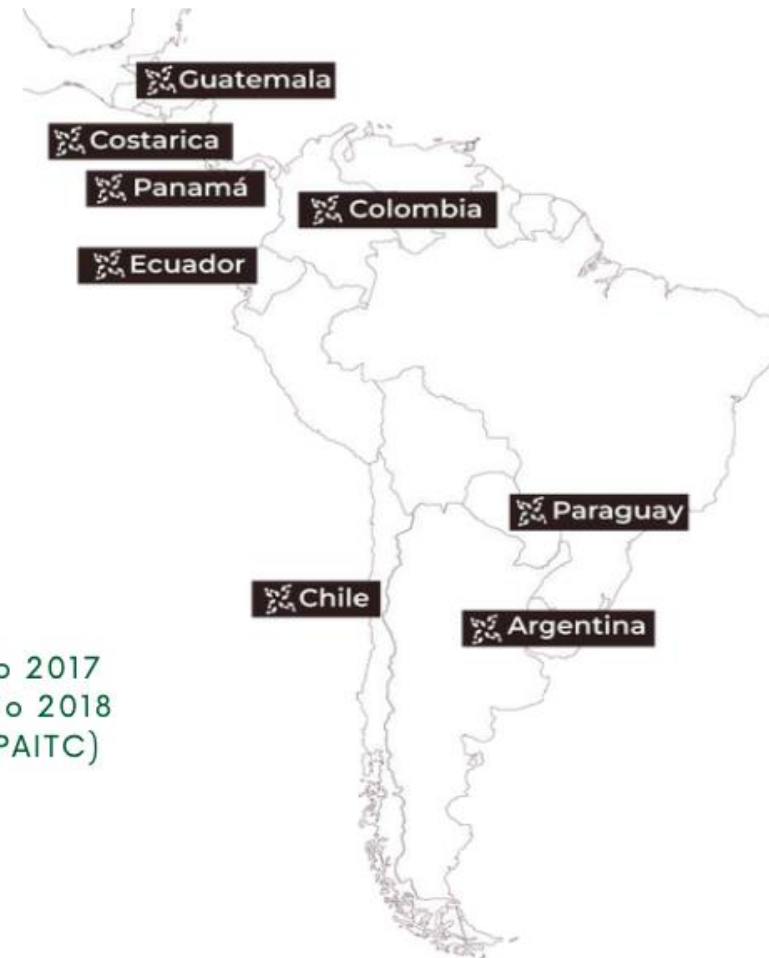 Guatemala
Costarica
Panamá
Colombia
Ecuador
Paraguay
Chile
Argentina
o 2017
o 2018
PAITC)